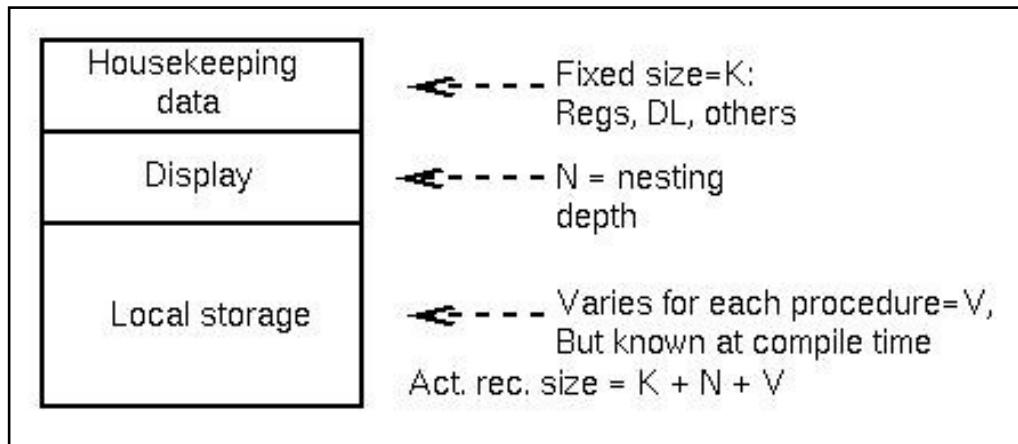 Housekeeping
data
Fixed size=K:
Regs, DL, others
Display
N = nesting
depth
Local storage
Varies for each procedure=V,
But known at compile time
Act. rec. size = K + N + V